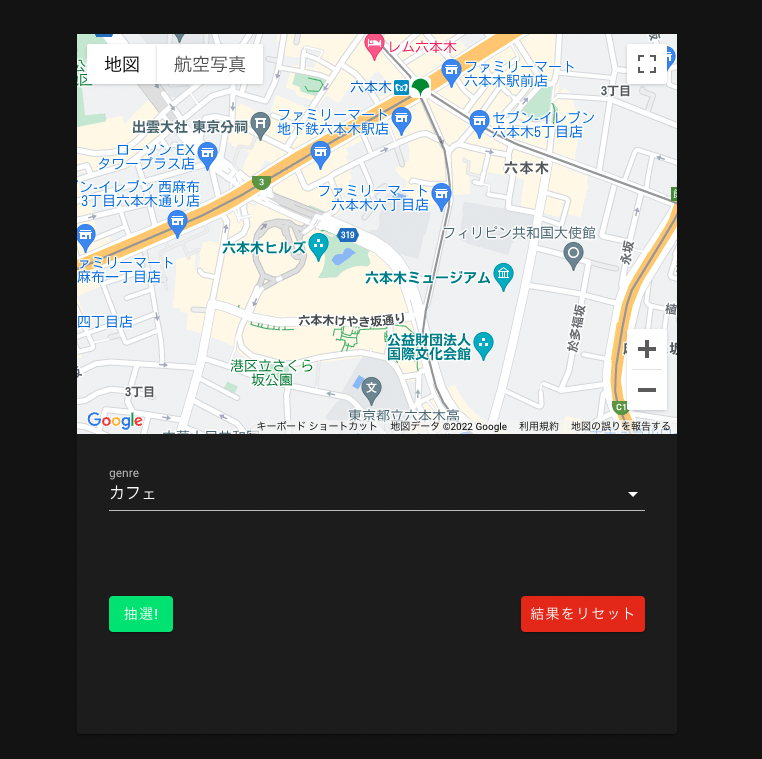 地図
航空写真
レム六本木
六本木
ファミリーマート
六本木駅前店
3丁目
出雲大社 東京分祠
ファミリーマート
地下鉄六本木駅店
セブン-イレブン
六本木5丁目店
ローソン EX
タワープラス店
六本木
3
ン-イレブン 西麻布
3丁目六本木通り店
ファミリーマート
六本木六丁目店
フィリピン共和国大使館
六本木ヒルズ
319
永坂
ァミリーマート
麻布一丁目店
六本木ミュージアム
四丁目店
六本木けやき坂通り
於多福坂
公益財団法人
国際文化会館
港区立さくら
坂公園
3丁目
文
東京都立六本木高
C1
Google
キーボード ショートカット
地図データ ©2022 Google
利用規約
地図の誤りを報告する
genre
カフェ
抽選!
結果をリセット